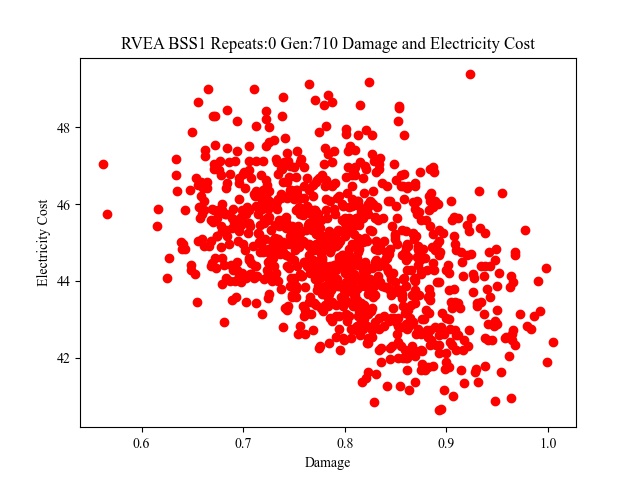 RVEA BSS1 Repeats:0 Gen:710 Damage and Electricity Cost
48
46
44
42
Electricity Cost
0.6 0.7 0.8 0.9 1.0
Damage